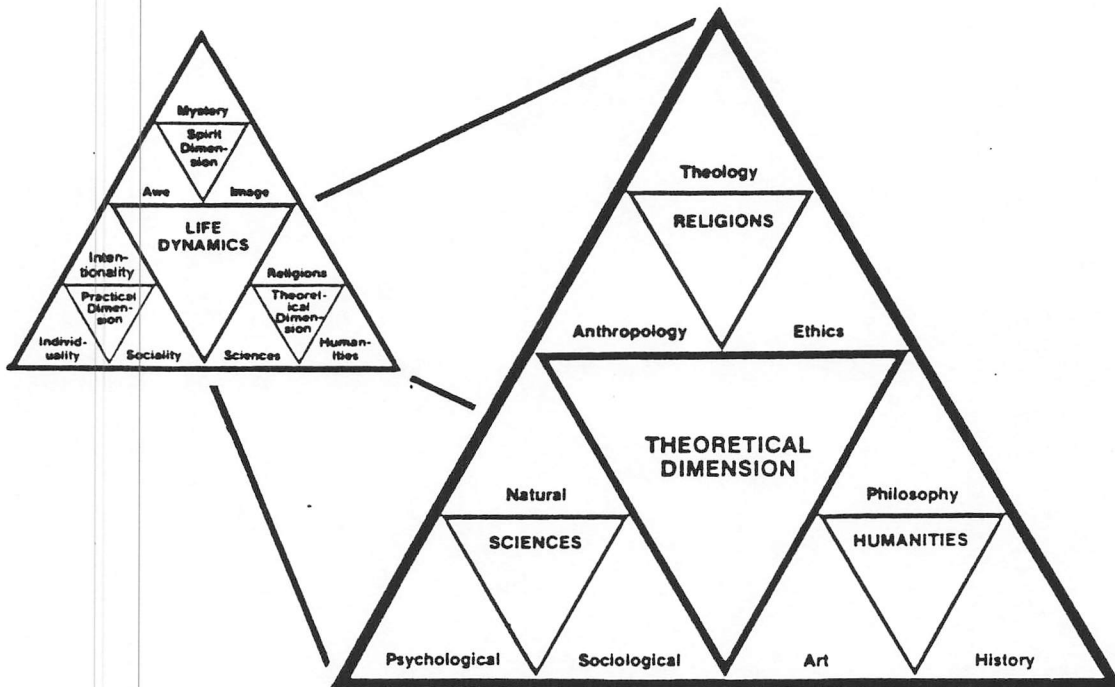 Mystery
Spirit
Dimen-
sion
Awe
Image
LIFE
DYNAMICS
Inten-
tionality
Practical
Dimen-
sion
Individ-
uality
Sociality
Religions
Theoret-
ical
Dimen-
sion
Sciences
Human-
ities
Theology
RELIGIONS
Anthropology
Ethics
THEORETICAL
DIMENSION
Natural
SCIENCES
Psychological
Sociological
Philosophy
HUMANITIES
Art
History